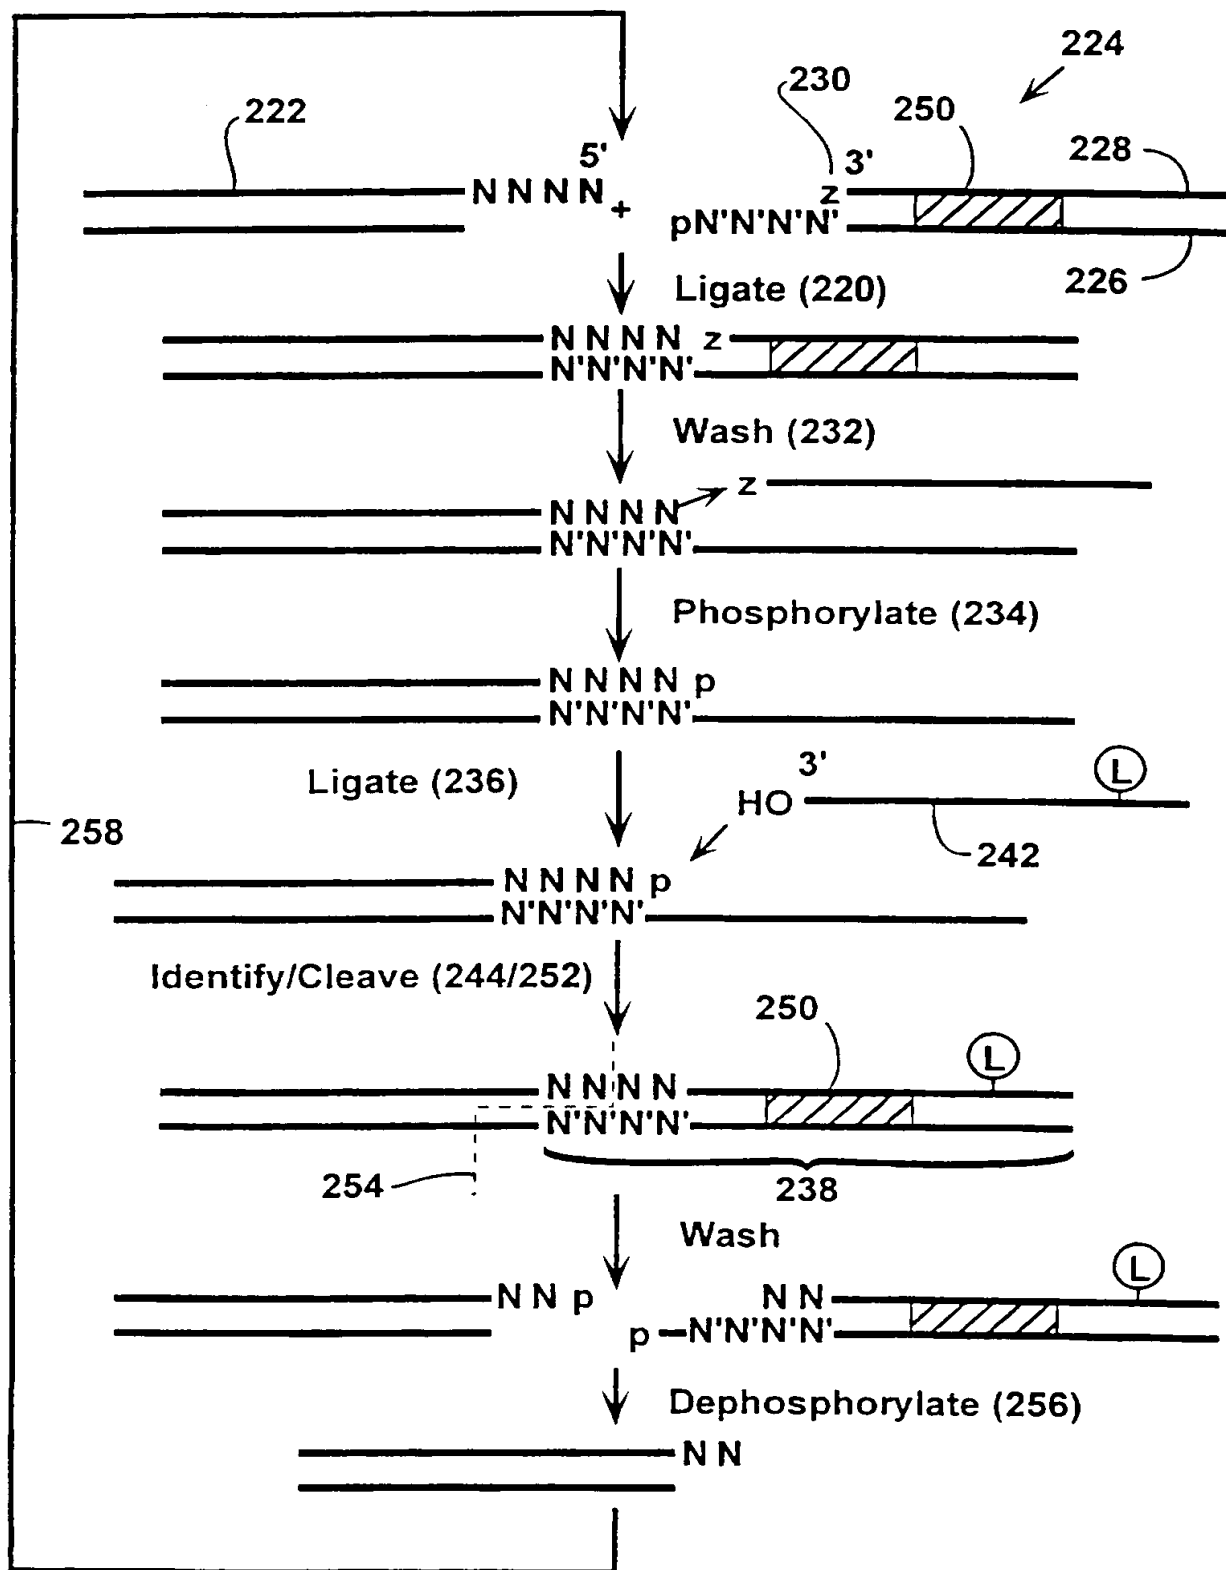 224
230
222
250
5'
3'
228
N N N N
+
z
pN'N'N'N'
226
Ligate (220)
N N N N z
N'N'N'N'
Wash (232)
z
N N N N
N'N'N'N'
Phosphorylate (234)
N N N N p
N'N'N'N'
3'
L
Ligate (236)
HO
258
242
N N N N p
N'N'N'N'
Identify/Cleave (244/252)
250
L
N N N N
N'N'N'N'
254
238
Wash
L
N N p
N N
p N'N'N'N'
Dephosphorylate (256)
N N